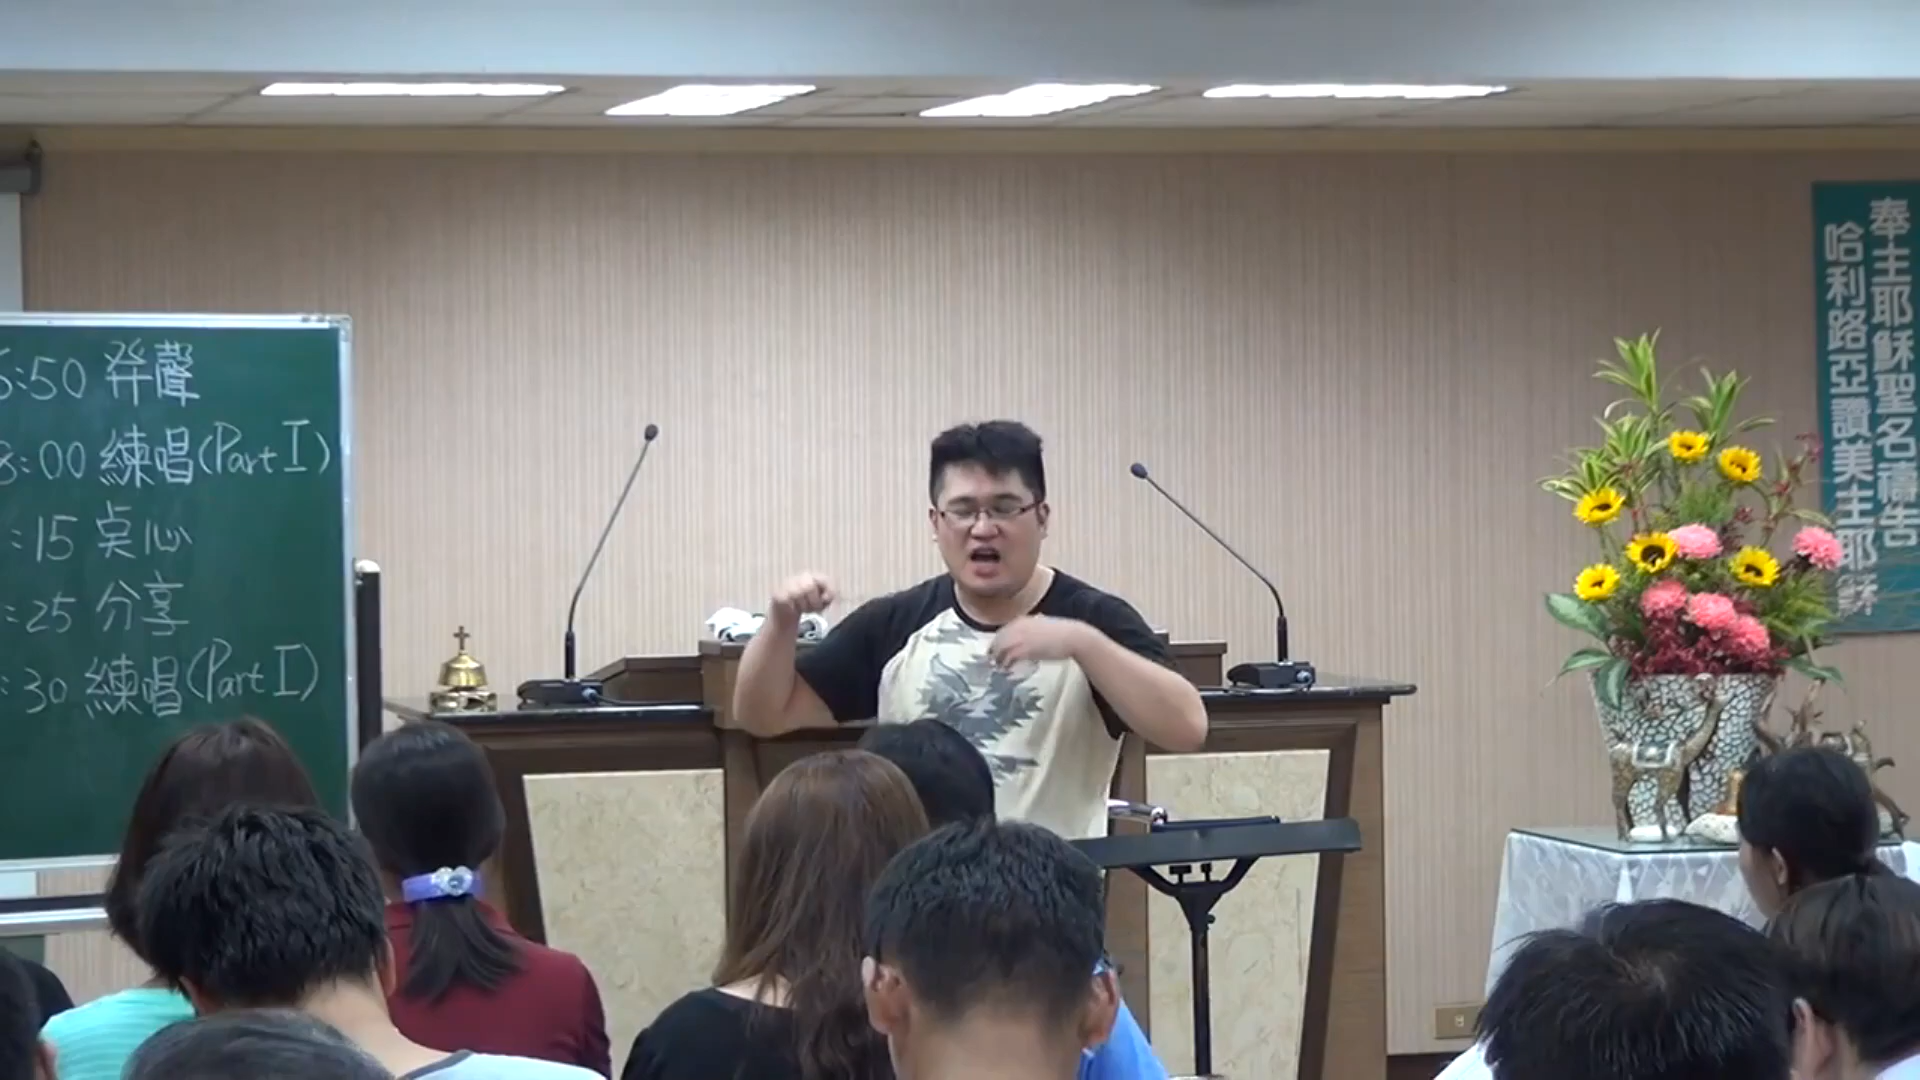 :50 発聲
8:00 練唱(Part I)
:15 点心
:25 分享
:30 練唱(Part I)
奉主耶穌聖名禱告
哈利路亞讚美主耶穌